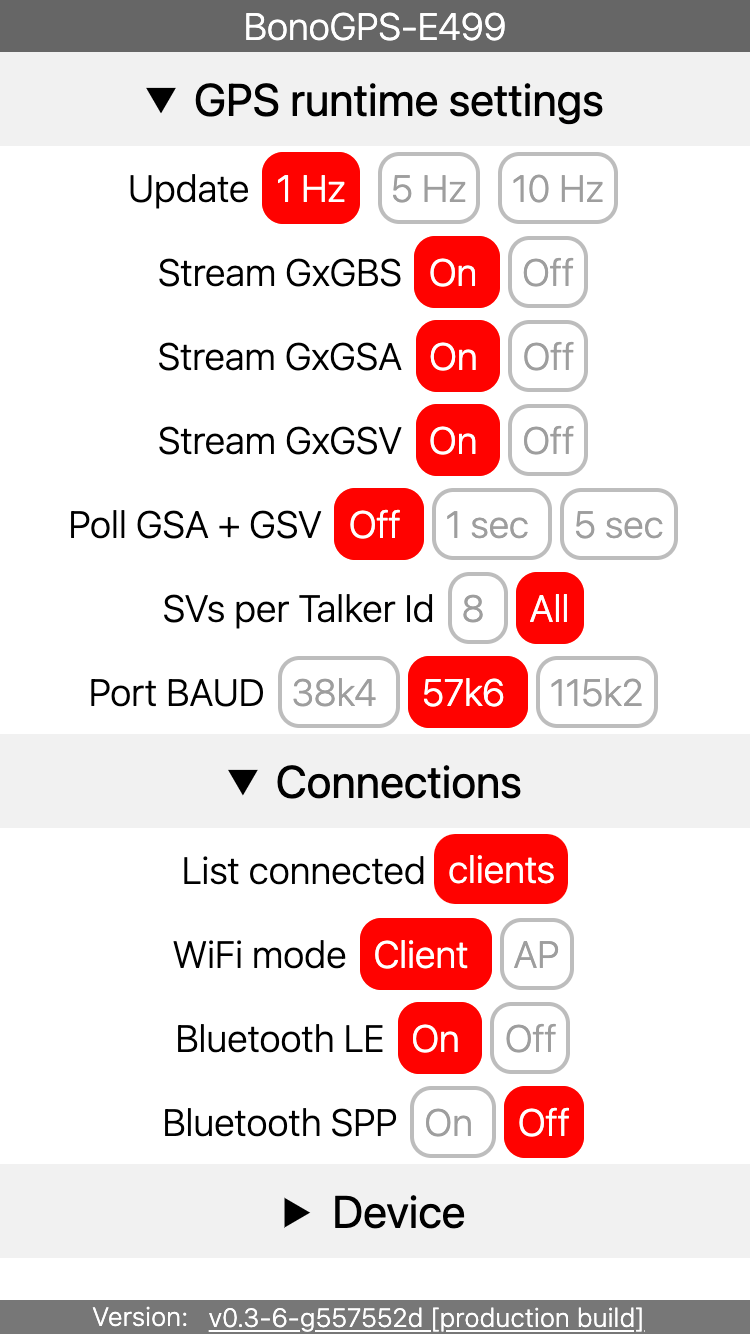 BonoGPS-E499
▼ GPS runtime settings
Update 1 Hz 5 Hz 10 Hz
Stream GxGBS On Off
Stream GxGSA On Off
Stream GxGSV On Off
Poll GSA + GSV Off 1 sec 5 sec
SVs per Talker Id 8 All
Port BAUD 38k4 57k6 115k2
▼ Connections
List connected clients
WiFi mode Client AP
Bluetooth LE On Off
Bluetooth SPP On Off
▶ Device
Version: v0.3-6-g557552d [production build]